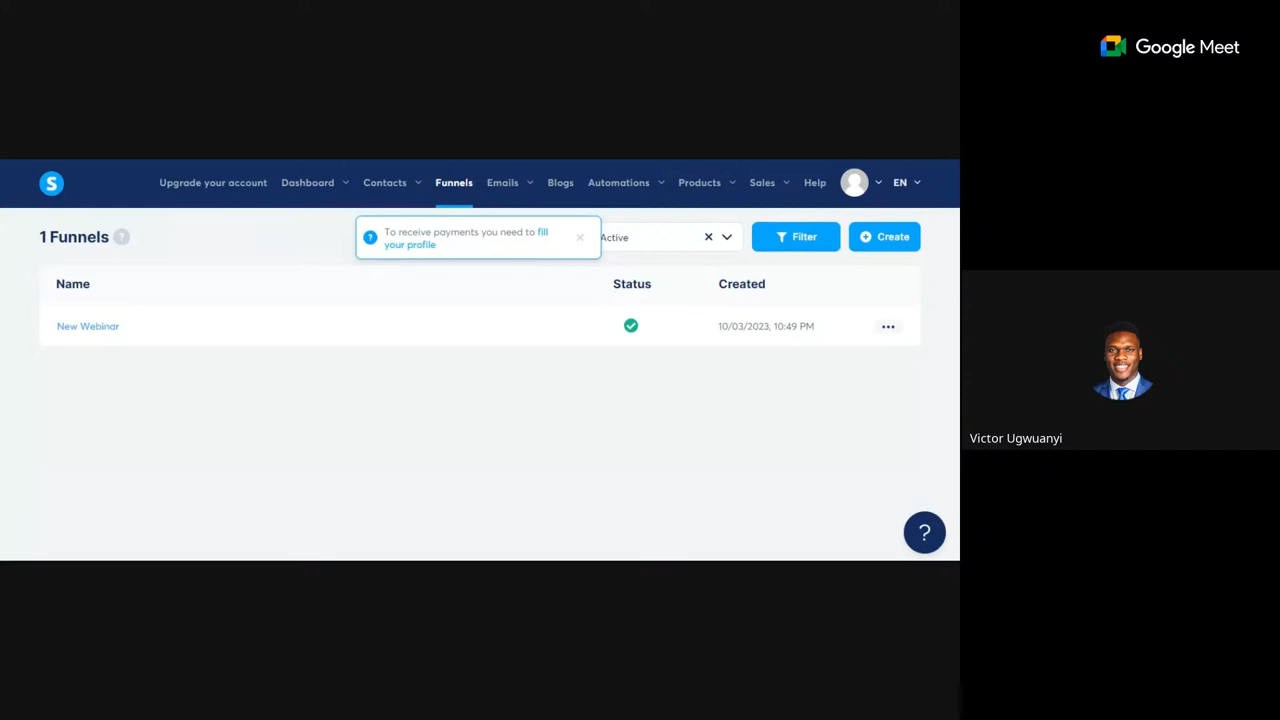 Google Meet
S
Upgrade your account Dashboard Contacts Funnels Emails Blogs Automations Products Sales Help EN
1 Funnels ?
? To receive payments you need to fill
your profile
Active
Filter
Create
Name Status Created
New Webinar 10/03/2023, 10:49 PM
?
Victor Ugwuanyi